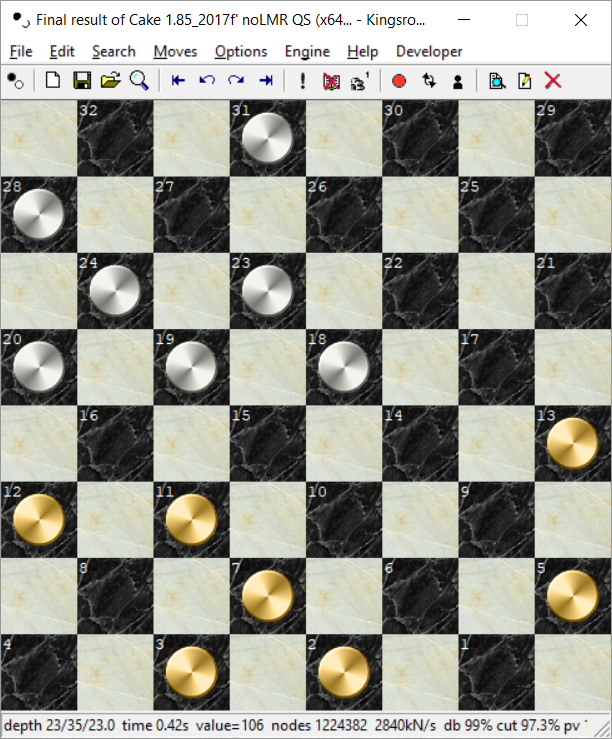 Final result of Cake 1.85_2017f' noLMR QS (x64... - Kingsro...
File Edit Search Moves Options Engine Help Developer
32 31 30 29
28 27 26 25
24 23 22 21
20 19 18 17
16 15 14 13
12 11 10 9
8 7 6 5
4 3 2 1
depth 23/35/23.0 time 0.42s value=106 nodes 1224382 2840kN/s db 99% cut 97.3% pv